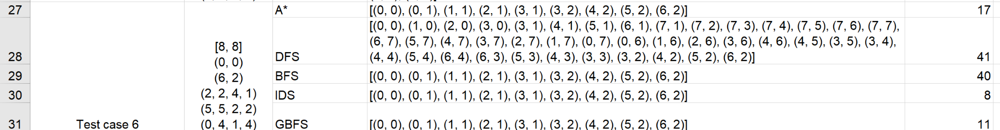 27 A* [(0, 0), (0, 1), (1, 1), (2, 1), (3, 1), (3, 2), (4, 2), (5, 2), (6, 2)] 17
[(0, 0), (1, 0), (2, 0), (3, 0), (3, 1), (4, 1), (5, 1), (6, 1), (7, 1), (7, 2), (7, 3), (7, 4), (7, 5), (7, 6), (7, 7),
[8, 8] (6, 7), (5, 7), (4, 7), (3, 7), (2, 7), (1, 7), (0, 7), (0, 6), (1, 6), (2, 6), (3, 6), (4, 6), (4, 5), (3, 5), (3, 4),
28 (0, 0) DFS (4, 4), (5, 4), (6, 4), (6, 3), (5, 3), (4, 3), (3, 3), (3, 2), (4, 2), (5, 2), (6, 2)] 41
29 (6, 2) BFS [(0, 0), (0, 1), (1, 1), (2, 1), (3, 1), (3, 2), (4, 2), (5, 2), (6, 2)] 40
30 (2, 2, 4, 1) IDS [(0, 0), (0, 1), (1, 1), (2, 1), (3, 1), (3, 2), (4, 2), (5, 2), (6, 2)] 8
(5, 5, 2, 2)
31 Test case 6 (0, 4, 1, 4) GBFS [(0, 0), (0, 1), (1, 1), (2, 1), (3, 1), (3, 2), (4, 2), (5, 2), (6, 2)] 11